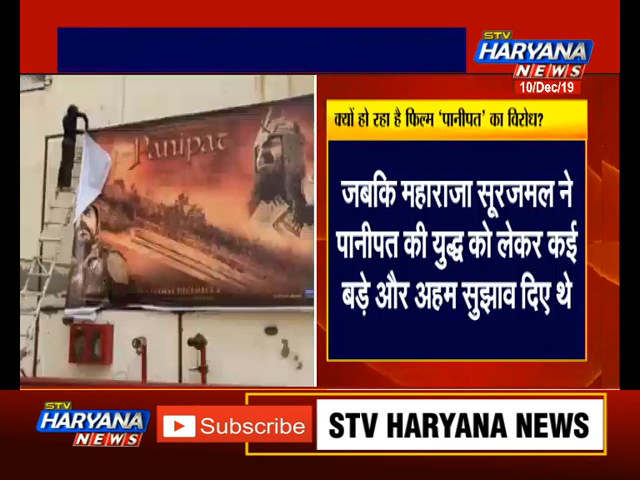 STV
HARYANA
NEWS
10/Dec/19
क्यों हो रहा है फिल्म 'पानीपत' का विरोध?
Panipat
जबकि महाराजा सूरजमल ने
पानीपत की युद्ध को लेकर कई
बड़े और अहम सुझाव दिए थे
STV
HARYANA
NEWS
Subscribe
STV HARYANA NEWS